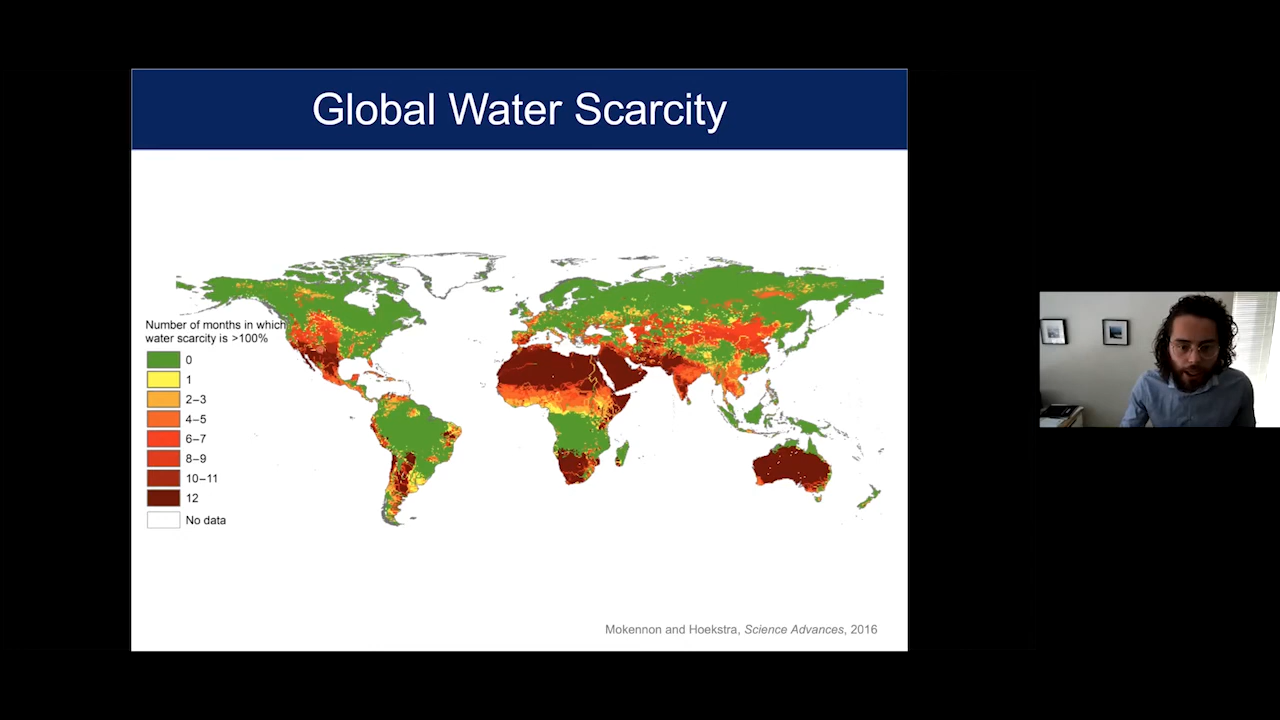 Global Water Scarcity
Number of months in which
water scarcity is >100%
0
1
2–3
4–5
6–7
8–9
10–11
12
No data
Mokennon and Hoekstra, Science Advances, 2016